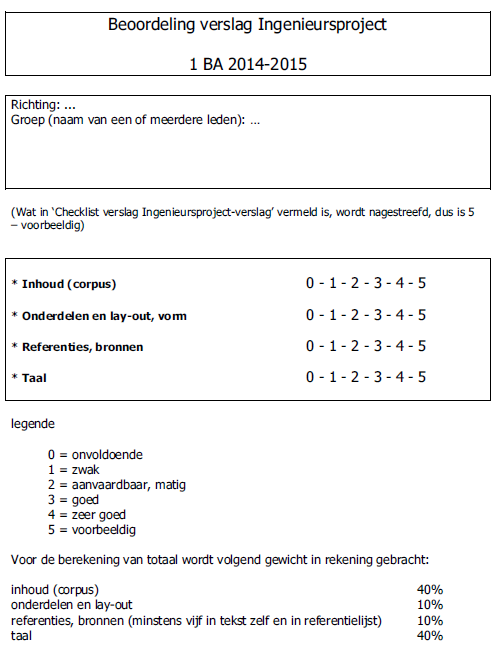 Beoordeling verslag Ingenieursproject
1 BA 2014-2015
Richting: ...
Groep (naam van een of meerdere leden): ...
(Wat in ‘Checklist verslag Ingenieursproject-verslag’ vermeld is, wordt nagestreefd, dus is 5
– voorbeeldig)
* Inhoud (corpus) 0 - 1 - 2 - 3 - 4 - 5
* Onderdelen en lay-out, vorm 0 - 1 - 2 - 3 - 4 - 5
* Referenties, bronnen 0 - 1 - 2 - 3 - 4 - 5
* Taal 0 - 1 - 2 - 3 - 4 - 5
legende
0 = onvoldoende
1 = zwak
2 = aanvaardbaar, matig
3 = goed
4 = zeer goed
5 = voorbeeldig
Voor de berekening van totaal wordt volgend gewicht in rekening gebracht:
inhoud (corpus) 40%
onderdelen en lay-out 10%
referenties, bronnen (minstens vijf in tekst zelf en in referentielijst) 10%
taal 40%